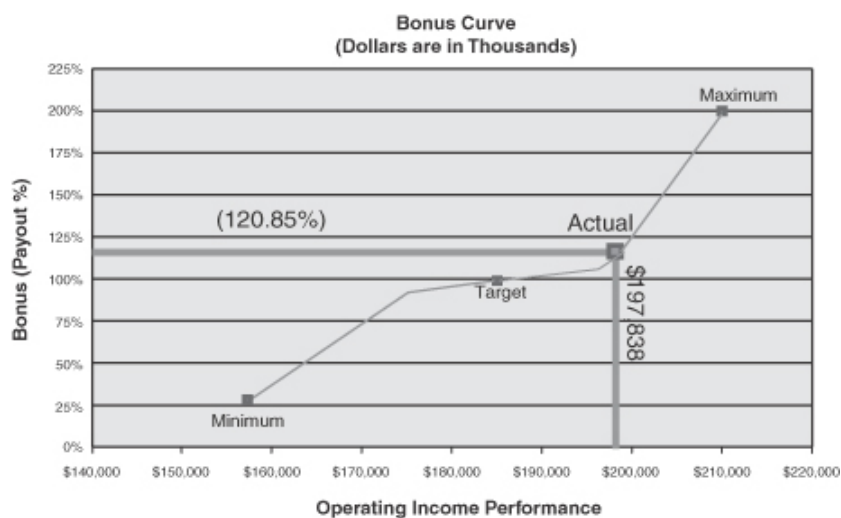 Bonus Curve
(Dollars are in Thousands)
225%
200%
175%
150%
125%
100%
75%
50%
25%
0%
Bonus (Payout %)
Maximum
(120.85%)
Actual
Target
$197,838
Minimum
$140,000 $150,000 $160,000 $170,000 $180,000 $190,000 $200,000 $210,000 $220,000
Operating Income Performance